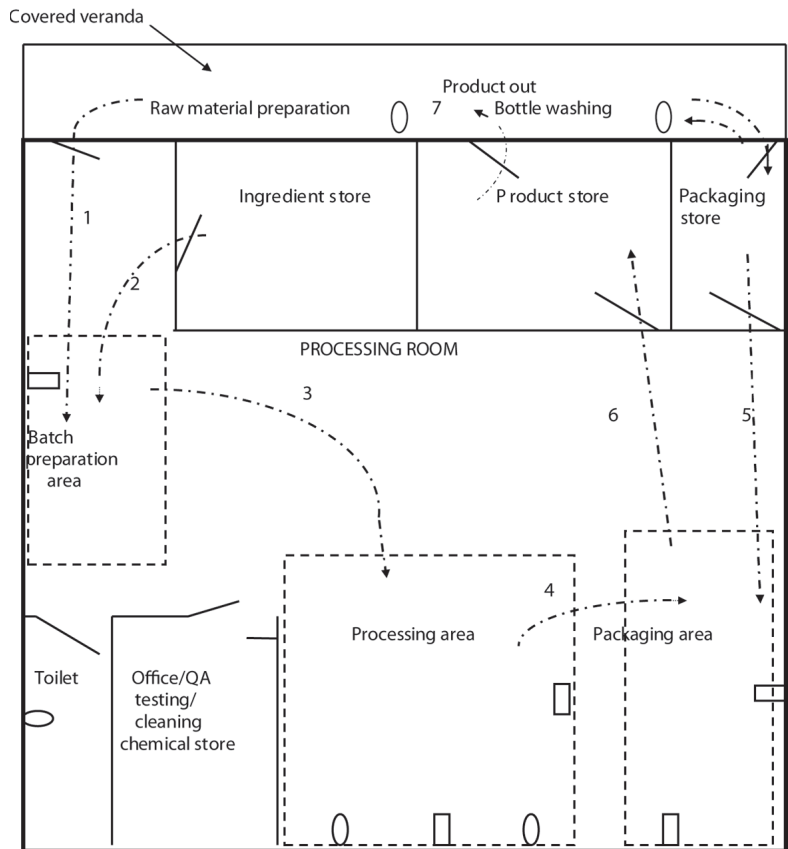 Covered veranda
Product out
Raw material preparation
7
Bottle washing
Ingredient store
Product store
Packaging
store
1
2
PROCESSING ROOM
3
6
5
Batch
preparation
area
4
Processing area
Packaging area
Toilet
Office/QA
testing/
cleaning
chemical store